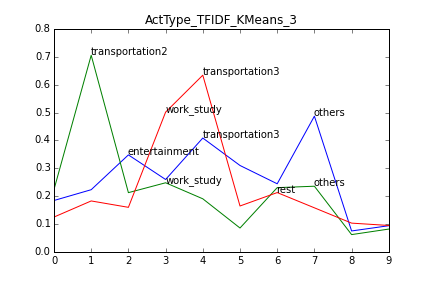 ActType_TFIDF_KMeans_3
0.8
transportation2
0.7
transportation3
0.6
work_study
others
0.5
transportation3
0.4
entertainment
0.3
work_study
others
rest
0.2
0.1
0.0
0 1 2 3 4 5 6 7 8 9